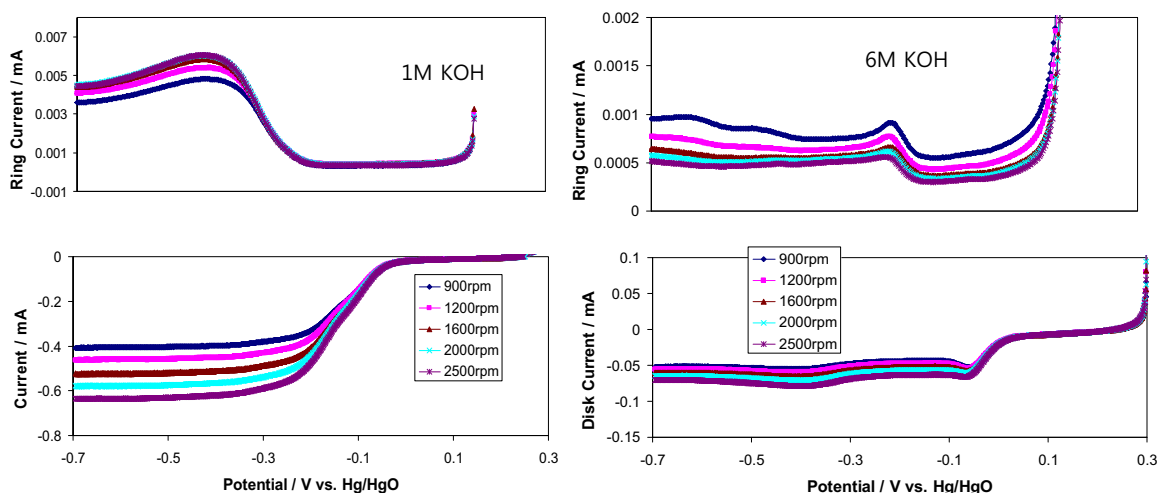 0.007
0.005
0.003
0.001
-0.001
Ring Current / mA
1M KOH
0.002
0.0015
0.001
0.0005
0
Ring Current / mA
6M KOH
0
-0.2
-0.4
-0.6
-0.8
Current / mA
900rpm
1200rpm
1600rpm
2000rpm
2500rpm
-0.7
-0.5
-0.3
-0.1
0.1
0.3
Potential / V vs. Hg/HgO
0.1
0.05
0
-0.05
-0.1
-0.15
Disk Current / mA
900rpm
1200rpm
1600rpm
2000rpm
2500rpm
-0.7
-0.5
-0.3
-0.1
0.1
0.3
Potential / V vs. Hg/HgO